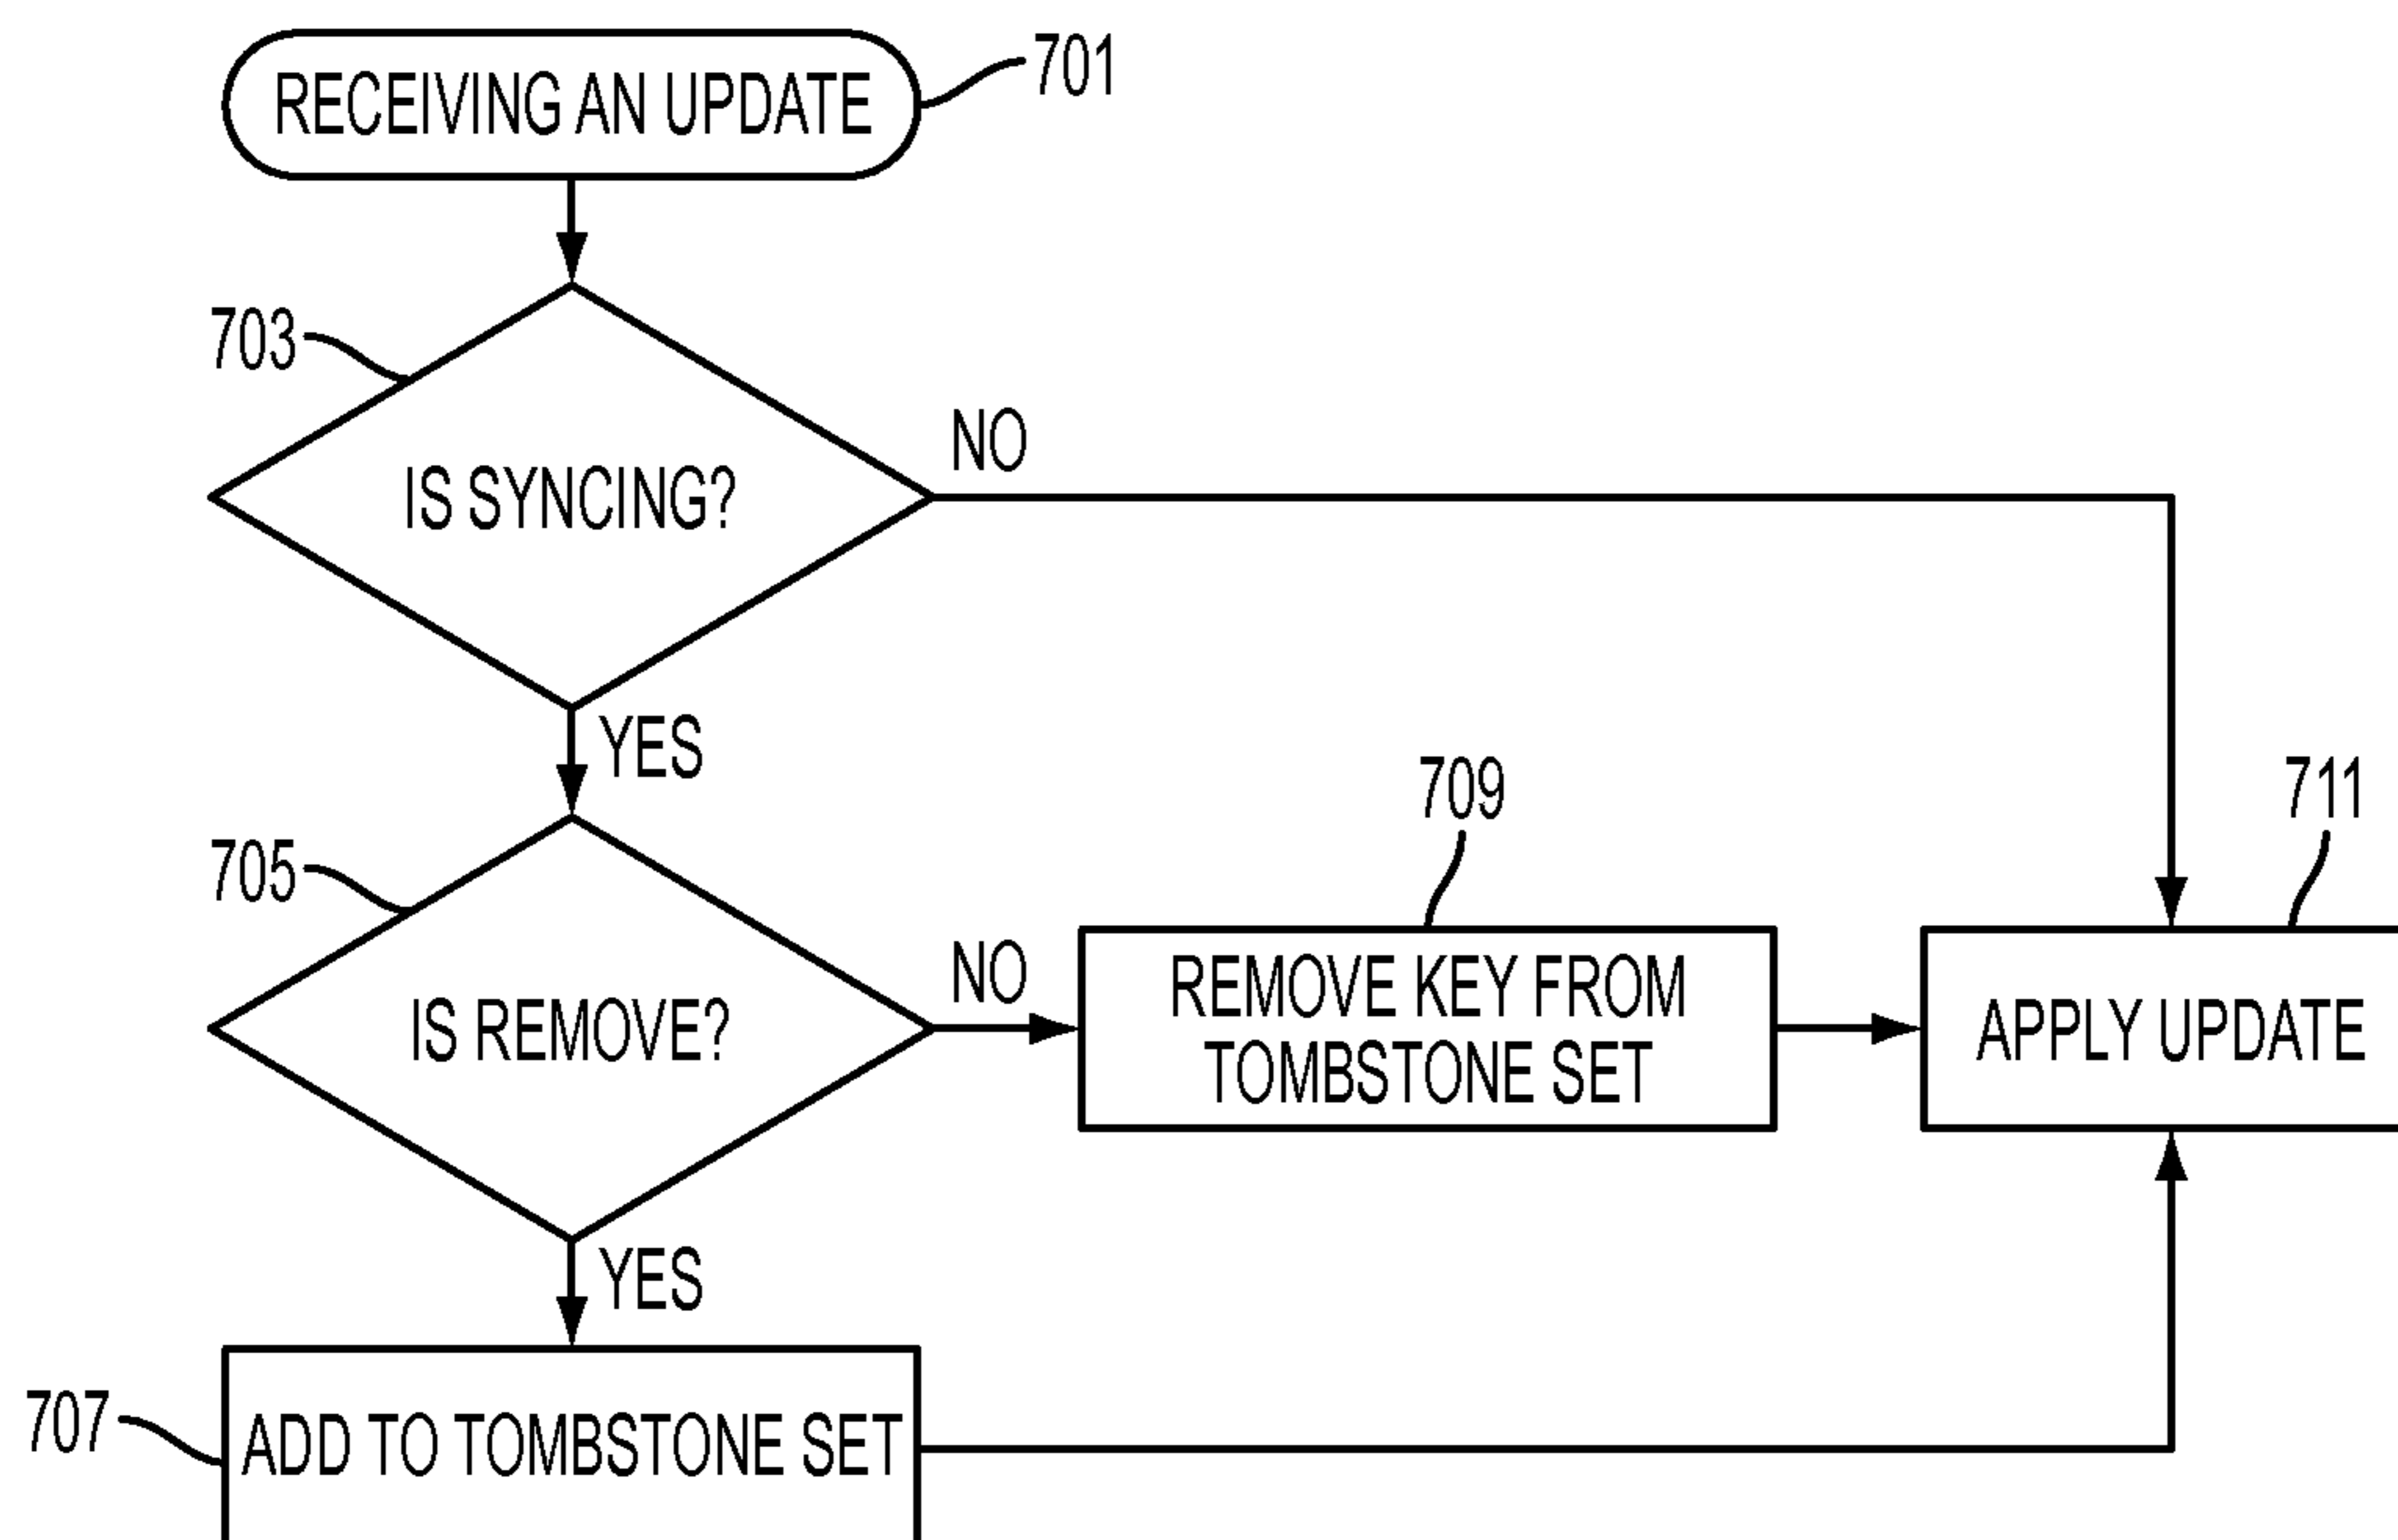 RECEIVING AN UPDATE
701
703
IS SYNCING?
NO
YES
705
IS REMOVE?
NO
709
REMOVE KEY FROM
TOMBSTONE SET
711
APPLY UPDATE
YES
707
ADD TO TOMBSTONE SET